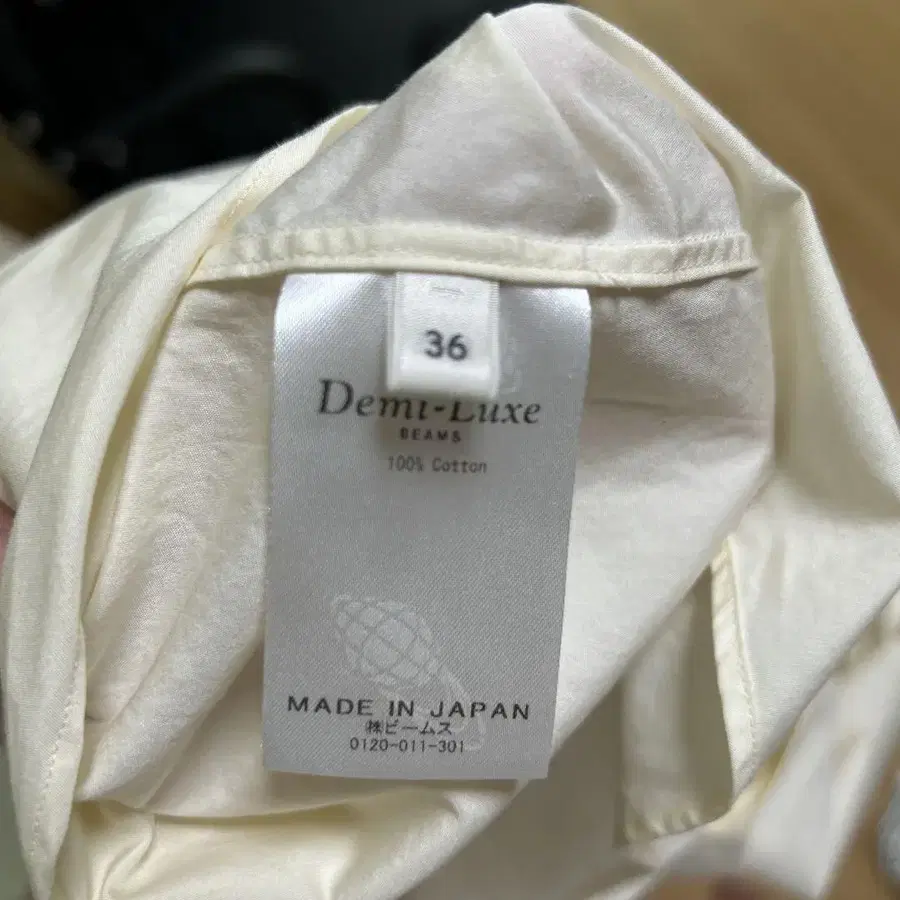 36
Demi-Luxe
BEAMS
100% Cotton
MADE IN JAPAN
㈱ビームス
0120-011-301